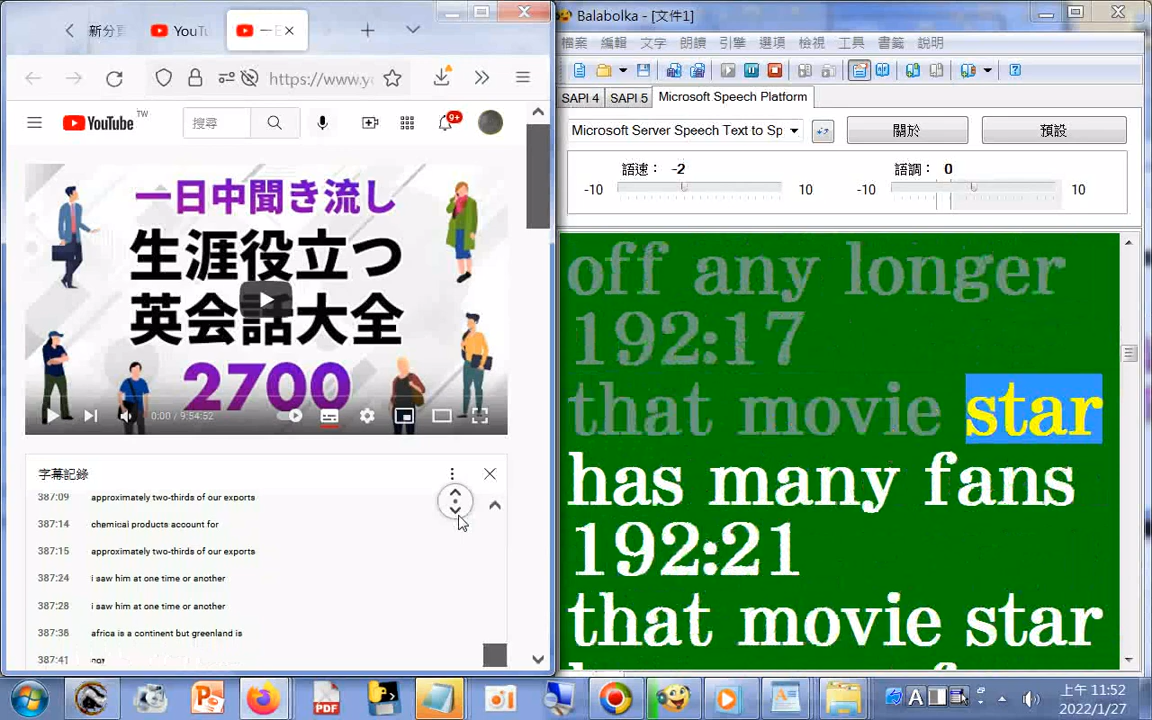 新分
YouTu
一E
https://www.y
YouTube TW
搜尋
9+
一日中聞き流し
生涯役立つ
英会話大全
2700
0:00 / 9:54:52
字幕記錄
387:09 approximately two-thirds of our exports
387:14 chemical products account for
387:15 approximately two-thirds of our exports
387:24 i saw him at one time or another
387:28 i saw him at one time or another
387:36 africa is a continent but greenland is
387:41
Balabolka - [文件1]
檔案 編輯 文字 朗讀 引擎 選項 檢視 工具 書籤 說明
SAPI 4 SAPI 5 Microsoft Speech Platform
Microsoft Server Speech Text to Sp 關於 預設
語速： -2 語調： 0
-10 10 -10 10
off any longer
192:17
that movie star
has many fans
192:21
that movie star
PDF
A
上午 11:52
2022/1/27